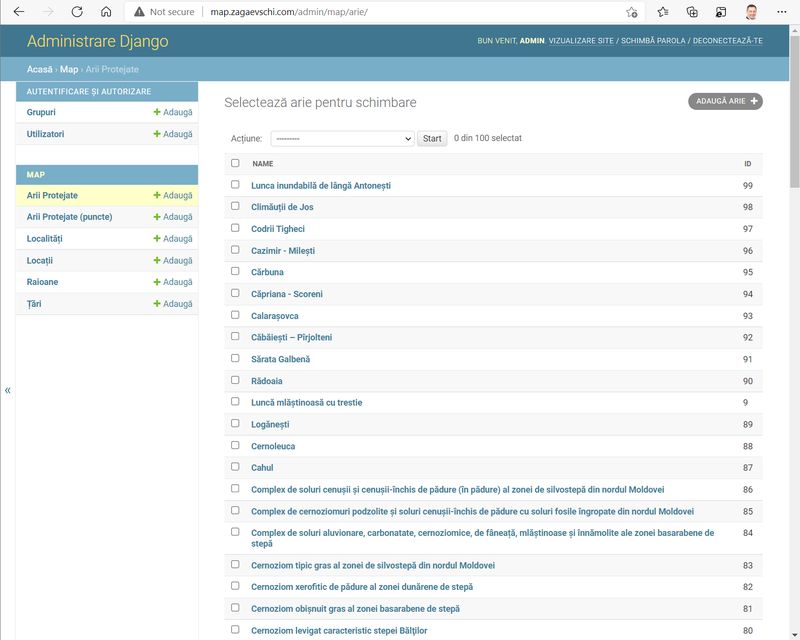 Not secure | map.zagaevschi.com/admin/map/arie/
Administrare Django
BUN VENIT, ADMIN. VIZUALIZARE SITE / SCHIMBĂ PAROLA / DECONECTEAZĂ-TE
Acasă › Map › Arii Protejate
AUTENTIFICARE ȘI AUTORIZARE
Grupuri + Adaugă
Utilizatori + Adaugă
MAP
Arii Protejate + Adaugă
Arii Protejate (puncte) + Adaugă
Localități + Adaugă
Locații + Adaugă
Raioane + Adaugă
Țări + Adaugă
«
Selectează arie pentru schimbare
ADAUGĂ ARIE +
Acțiune: --------- Start 0 din 100 selectat
NAME ID
Lunca inundabilă de lângă Antonești 99
Climăuții de Jos 98
Codrii Tigheci 97
Cazimir - Milești 96
Cărbuna 95
Căpriana - Scoreni 94
Calarașovca 93
Căbăiești – Pîrjolteni 92
Sărata Galbenă 91
Rădoaia 90
Luncă mlăștinoasă cu trestie 9
Logănești 89
Cernoleuca 88
Cahul 87
Complex de soluri cenușii și cenușii-închis de pădure (în pădure) al zonei de silvostepă din nordul Moldovei 86
Complex de cernoziomuri podzolite și soluri cenușii-închis de pădure cu soluri fosile îngropate din nordul Moldovei 85
Complex de soluri aluvionare, carbonatate, cernoziomice, de fâneață, mlăștinoase și înnămolite ale zonei basarabene de 84
stepă
Cernoziom tipic gras al zonei de silvostepă din nordul Moldovei 83
Cernoziom xerofitic de pădure al zonei dunărene de stepă 82
Cernoziom obișnuit gras al zonei basarabene de stepă 81
Cernoziom levigat caracteristic stepei Bălților 80